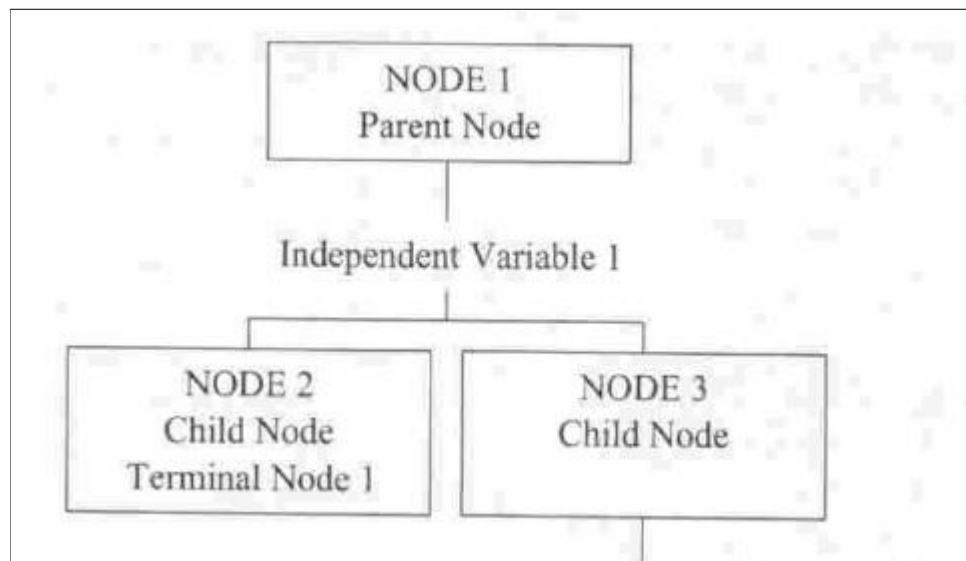 NODE 1
Parent Node
Independent Variable 1
NODE 2
Child Node
Terminal Node 1
NODE 3
Child Node